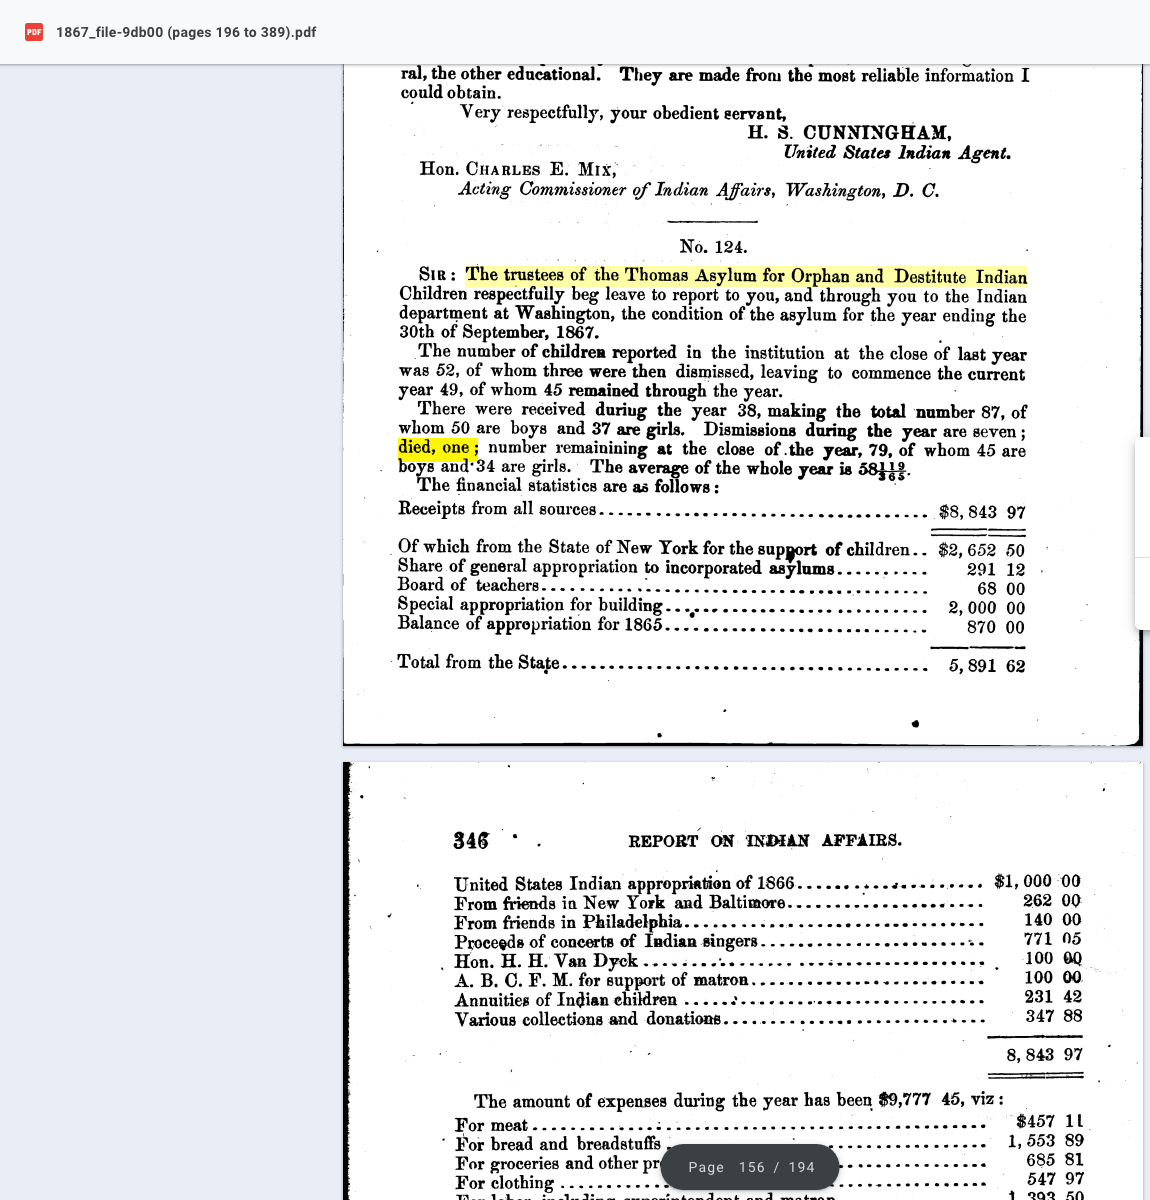 PDF 1867_file-9db00 (pages 196 to 389).pdf
ral, the other educational. They are made from the most reliable information I
could obtain.
Very respectfully, your obedient servant,
H. S. CUNNINGHAM,
United States Indian Agent.
Hon. CHARLES E. MIX,
Acting Commissioner of Indian Affairs, Washington, D. C.
No. 124.
SIR: The trustees of the Thomas Asylum for Orphan and Destitute Indian
Children respectfully beg leave to report to you, and through you to the Indian
department at Washington, the condition of the asylum for the year ending the
30th of September, 1867.
The number of children reported in the institution at the close of last year
was 52, of whom three were then dismissed, leaving to commence the current
year 49, of whom 45 remained through the year.
There were received during the year 38, making the total number 87, of
whom 50 are boys and 37 are girls. Dismissions during the year are seven;
died, one; number remainining at the close of the year, 79, of whom 45 are
boys and 34 are girls. The average of the whole year is 58 119/365.
The financial statistics are as follows:
Receipts from all sources........................................ $8,843 97
Of which from the State of New York for the support of children.. $2,652 50
Share of general appropriation to incorporated asylums.......... 291 12
Board of teachers............................................... 68 00
Special appropriation for building.............................. 2,000 00
Balance of appropriation for 1865............................... 870 00
Total from the State............................................ 5,891 62
346 REPORT ON INDIAN AFFAIRS.
United States Indian appropriation of 1866....................... $1,000 00
From friends in New York and Baltimore.......................... 262 00
From friends in Philadelphia.................................... 140 00
Proceeds of concerts of Indian singers.......................... 771 05
Hon. H. H. Van Dyck............................................. 100 00
A. B. C. F. M. for support of matron............................ 100 00
Annuities of Indian children.................................... 231 42
Various collections and donations............................... 347 88
8,843 97
The amount of expenses during the year has been $9,777 45, viz:
For meat........................................................ $457 11
For bread and breadstuffs....................................... 1,553 89
For groceries and other pr...................................... 685 81
For clothing.................................................... 547 97
For labor, including superintendent and matron.................. 1,393 50
Page 156 / 194